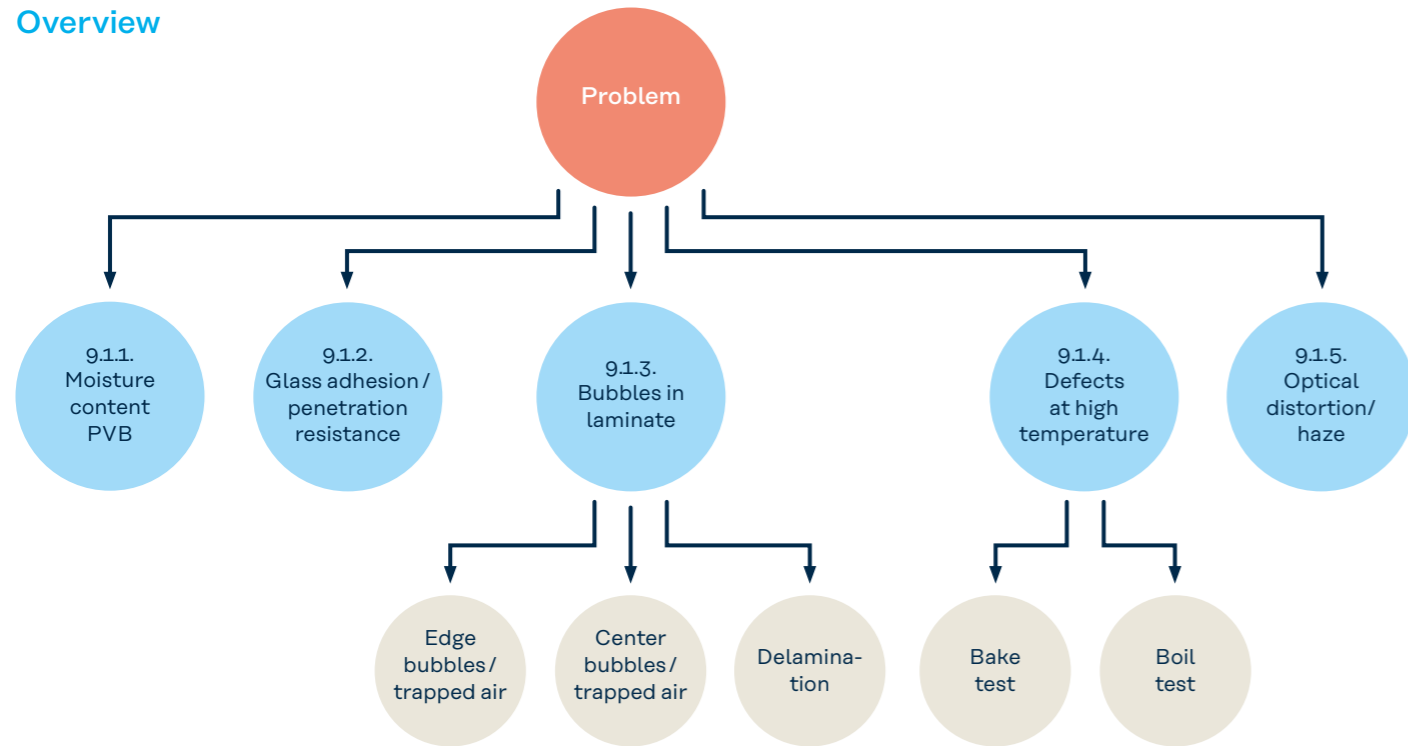 Overview
Problem
9.1.1.
Moisture
content
PVB
9.1.2.
Glass adhesion /
penetration
resistance
9.1.3.
Bubbles in
laminate
9.1.4.
Defects
at high
temperature
9.1.5.
Optical
distortion/
haze
Edge
bubbles /
trapped air
Center
bubbles /
trapped air
Delamina-
tion
Bake
test
Boil
test